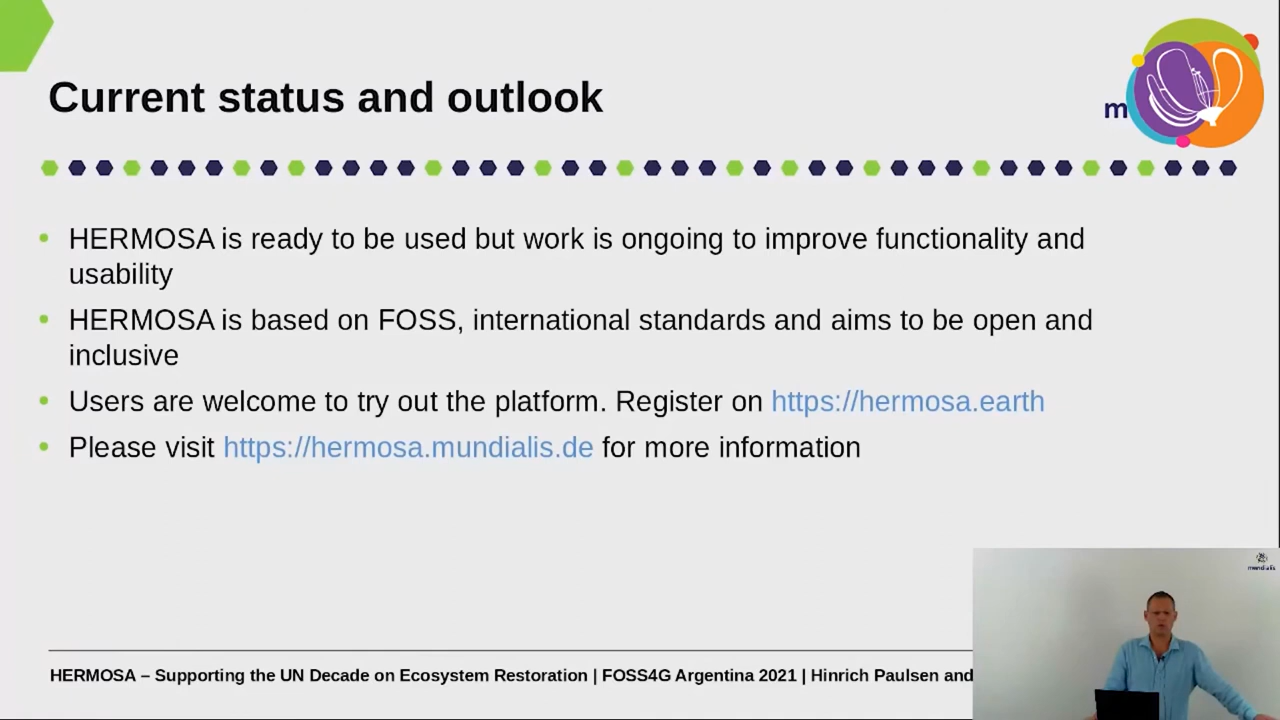 Current status and outlook
m
HERMOSA is ready to be used but work is ongoing to improve functionality and
usability
HERMOSA is based on FOSS, international standards and aims to be open and
inclusive
Users are welcome to try out the platform. Register on https://hermosa.earth
Please visit https://hermosa.mundialis.de for more information
mundialis
HERMOSA – Supporting the UN Decade on Ecosystem Restoration | FOSS4G Argentina 2021 | Hinrich Paulsen and